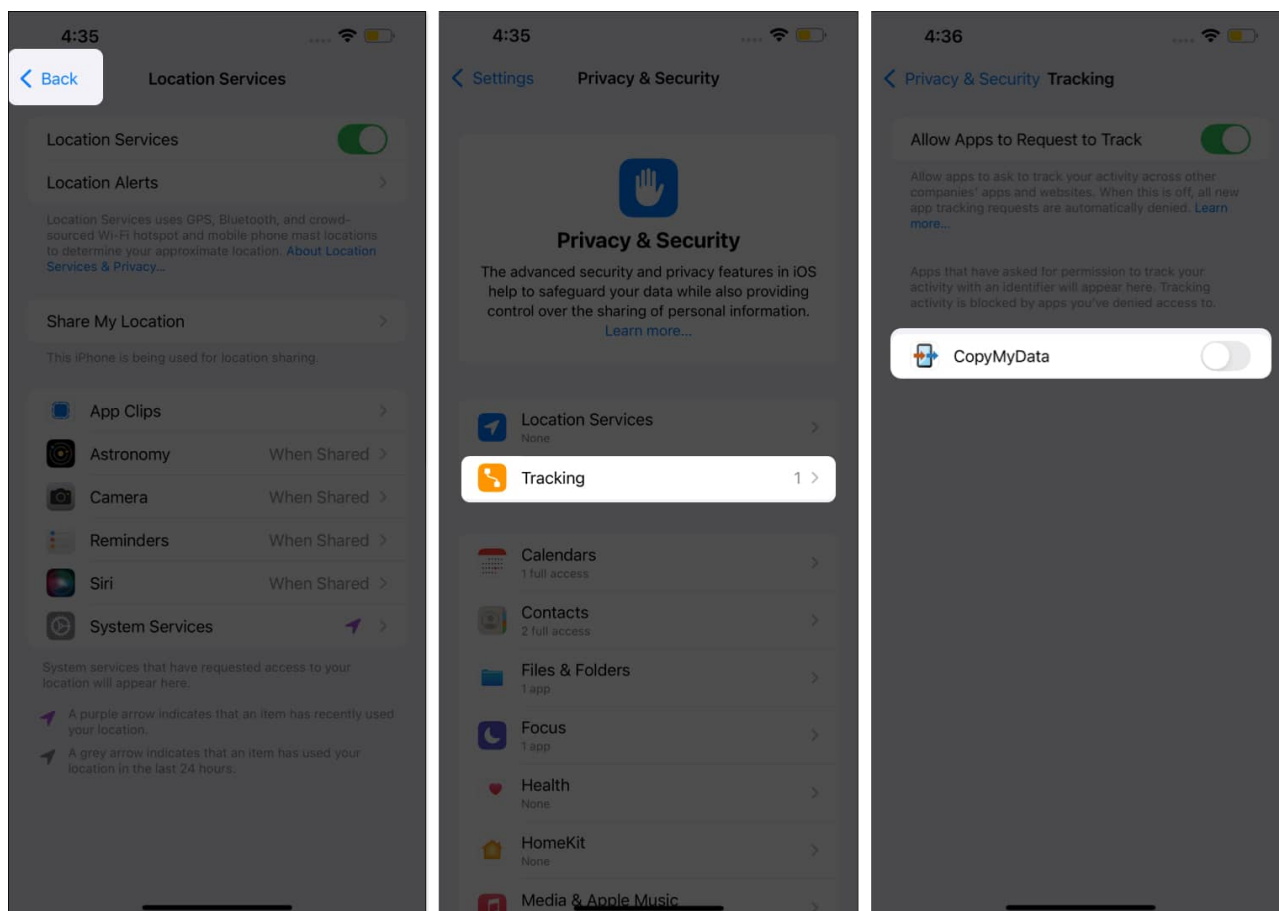 4:35
Back
Location Services
Location Services
Location Alerts
Location Services uses GPS, Bluetooth, and crowd-
sourced Wi-Fi hotspot and mobile phone mast locations
to determine your approximate location. About Location
Services & Privacy...
Share My Location
This iPhone is being used for location sharing.
App Clips
Astronomy When Shared
Camera When Shared
Reminders When Shared
Siri When Shared
System Services
System services that have requested access to your
location will appear here.
A purple arrow indicates that an item has recently used
your location.
A grey arrow indicates that an item has used your
location in the last 24 hours.
4:35
Settings Privacy & Security
Privacy & Security
The advanced security and privacy features in iOS
help to safeguard your data while also providing
control over the sharing of personal information.
Learn more...
Location Services
None
Tracking 1
Calendars
1 full access
Contacts
2 full access
Files & Folders
1 app
Focus
1 app
Health
None
HomeKit
None
Media & Apple Music
4:36
Privacy & Security Tracking
Allow Apps to Request to Track
Allow apps to ask to track your activity across other
companies' apps and websites. When this is off, all new
app tracking requests are automatically denied. Learn
more...
Apps that have asked for permission to track your
activity with an identifier will appear here. Tracking
activity is blocked by apps you've denied access to.
CopyMyData